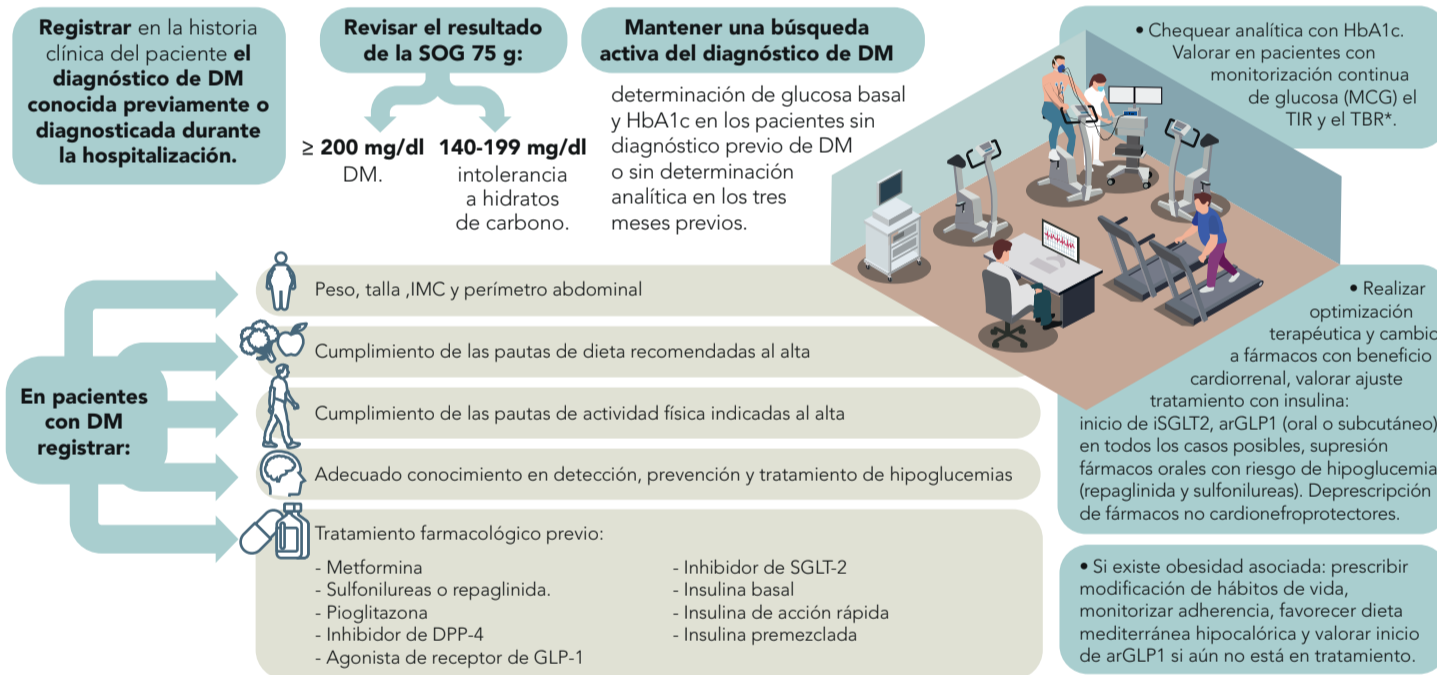 Registrar en la historia
clínica del paciente el
diagnóstico de DM
conocida previamente o
diagnosticada durante
la hospitalización.
Revisar el resultado
de la SOG 75 g:
≥ 200 mg/dl
DM.
140-199 mg/dl
intolerancia
a hidratos
de carbono.
Mantener una búsqueda
activa del diagnóstico de DM
determinación de glucosa basal
y HbA1c en los pacientes sin
diagnóstico previo de DM
o sin determinación
analítica en los tres
meses previos.
• Chequear analítica con HbA1c.
Valorar en pacientes con
monitorización continua
de glucosa (MCG) el
TIR y el TBR*.
En pacientes
con DM
registrar:
Peso, talla ,IMC y perímetro abdominal
Cumplimiento de las pautas de dieta recomendadas al alta
Cumplimiento de las pautas de actividad física indicadas al alta
Adecuado conocimiento en detección, prevención y tratamiento de hipoglucemias
Tratamiento farmacológico previo:
- Metformina
- Sulfonilureas o repaglinida.
- Pioglitazona
- Inhibidor de DPP-4
- Agonista de receptor de GLP-1
- Inhibidor de SGLT-2
- Insulina basal
- Insulina de acción rápida
- Insulina premezclada
• Realizar
optimización
terapéutica y cambio
a fármacos con beneficio
cardiorrenal, valorar ajuste
tratamiento con insulina:
inicio de iSGLT2, arGLP1 (oral o subcutáneo)
en todos los casos posibles, supresión
fármacos orales con riesgo de hipoglucemia
(repaglinida y sulfonilureas). Deprescripción
de fármacos no cardionefroprotectores.
• Si existe obesidad asociada: prescribir
modificación de hábitos de vida,
monitorizar adherencia, favorecer dieta
mediterránea hipocalórica y valorar inicio
de arGLP1 si aún no está en tratamiento.